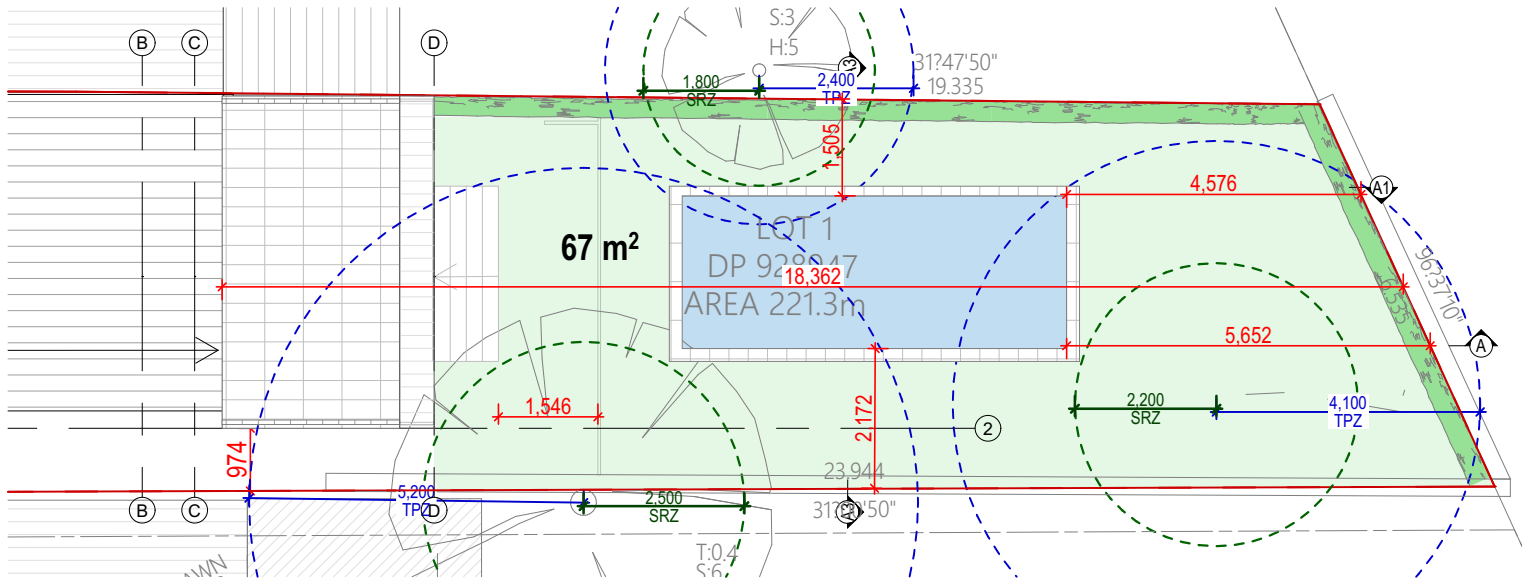 S:3
H:5
B
C
D
A3
31?47'50"
19.335
1,800
SRZ
2,400
TPZ
1,505
4,576
A1
67 m²
LOT 1
DP 928947
18,362
AREA 221.3m
96?37'10"
6.535
5,652
A
1,546
2,200
SRZ
4,100
TPZ
2,172
2
974
23.944
5,200
TPZ
2,500
SRZ
B
C
D
T:0.4
S:6